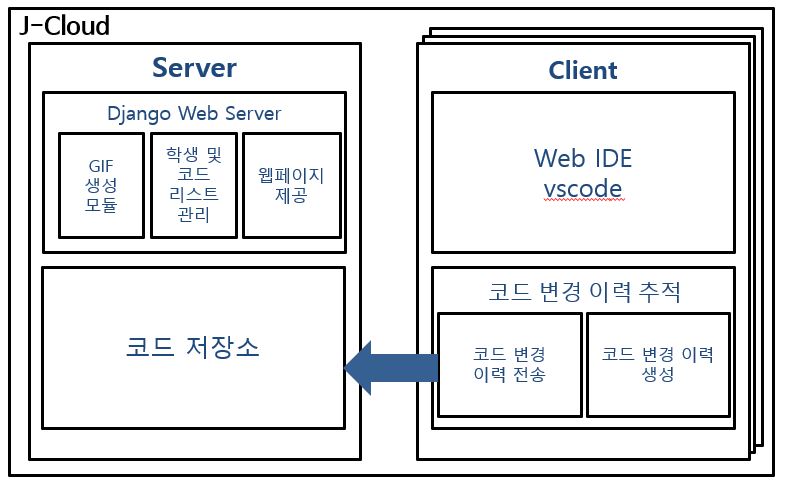 J-Cloud
Server
Django Web Server
GIF
생성
모듈
학생 및
코드
리스트
관리
웹페이지
제공
코드 저장소
Client
Web IDE
vscode
코드 변경 이력 추적
코드 변경
이력 전송
코드 변경 이력
생성